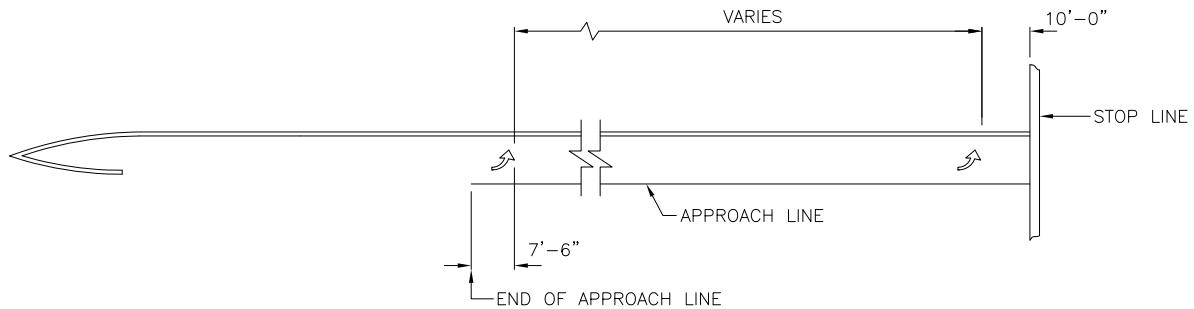 VARIES
10'-0"
STOP LINE
APPROACH LINE
7'-6"
END OF APPROACH LINE